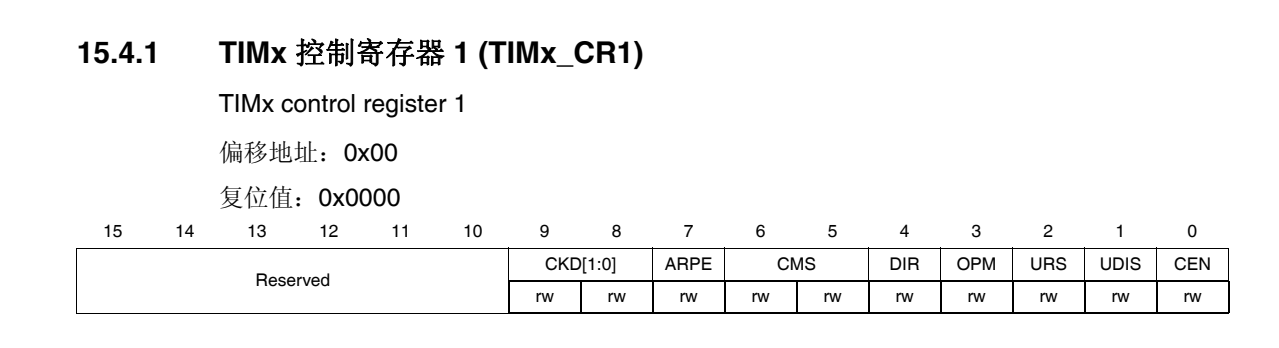 15.4.1 TIMx 控制寄存器 1 (TIMx_CR1)
TIMx control register 1
偏移地址：0x00
复位值：0x0000
15 14 13 12 11 10 9 8 7 6 5 4 3 2 1 0
Reserved CKD[1:0] ARPE CMS DIR OPM URS UDIS CEN
rw rw rw rw rw rw rw rw rw rw